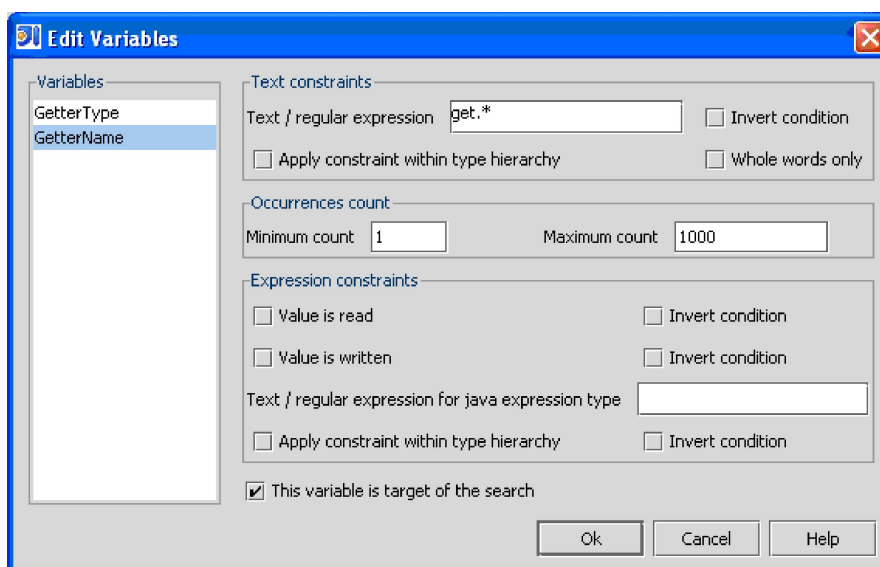 Edit Variables
Variables
GetterType
GetterName
Text constraints
Text / regular expression get.* Invert condition
Apply constraint within type hierarchy Whole words only
Occurrences count
Minimum count 1 Maximum count 1000
Expression constraints
Value is read Invert condition
Value is written Invert condition
Text / regular expression for java expression type
Apply constraint within type hierarchy Invert condition
This variable is target of the search
Ok Cancel Help